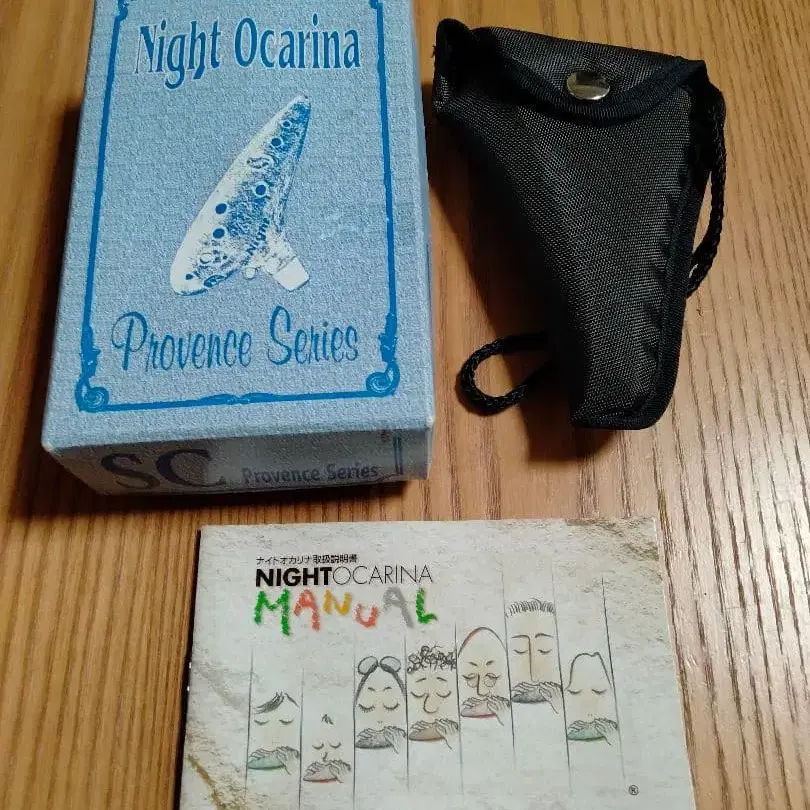 Night Ocarina
Provence Series
SC Provence Series
ナイトオカリナ取扱説明書
NIGHTOCARINA
MANUAL
®